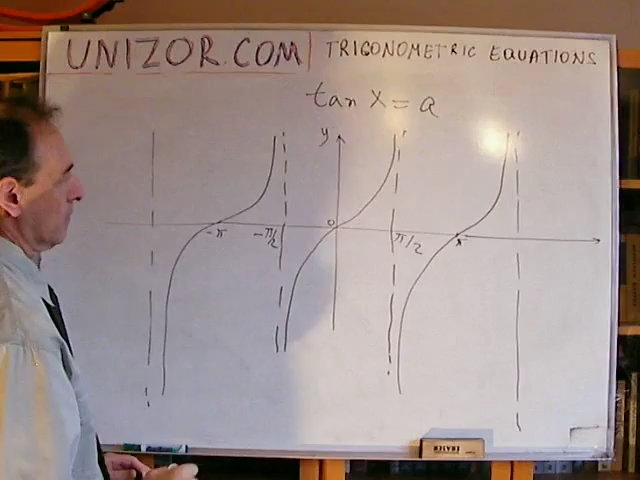 UNIZOR.COM | TRIGONOMETRIC EQUATIONS
tan x = a
y
0
-π
-π/2
π/2
π